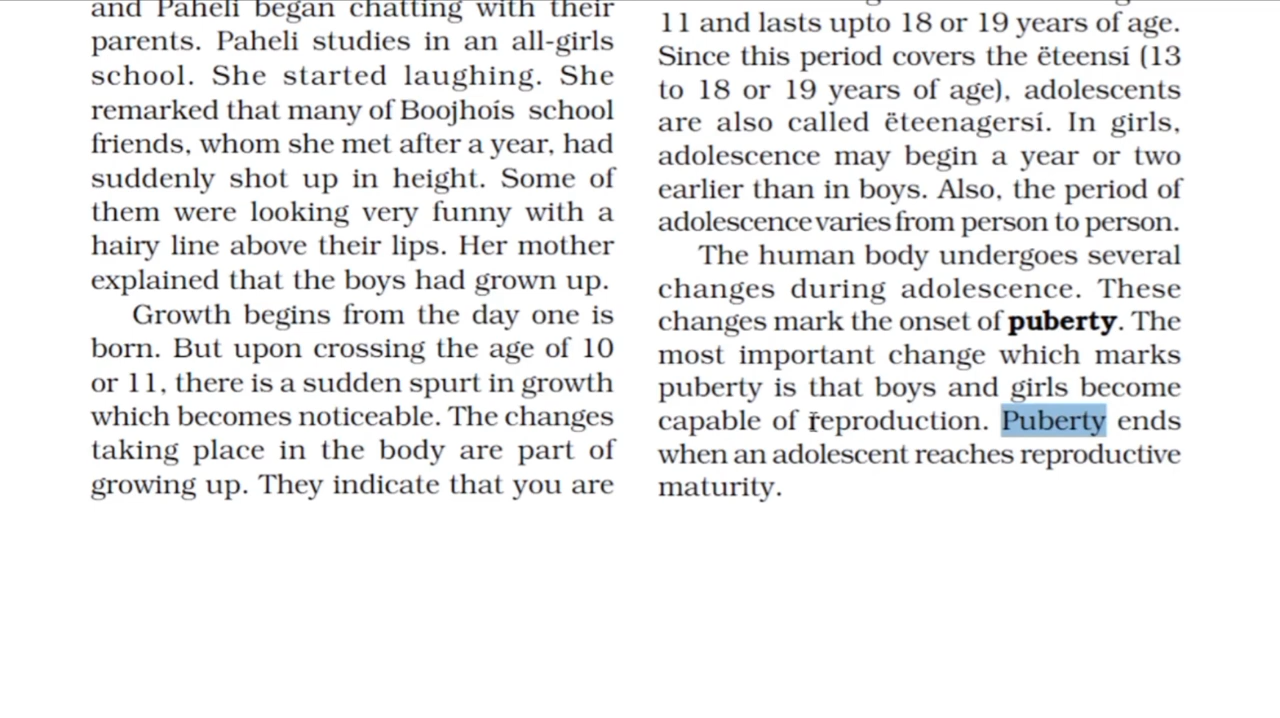 and Paheli began chatting with their
parents. Paheli studies in an all-girls
school. She started laughing. She
remarked that many of Boojhoís school
friends, whom she met after a year, had
suddenly shot up in height. Some of
them were looking very funny with a
hairy line above their lips. Her mother
explained that the boys had grown up.
Growth begins from the day one is
born. But upon crossing the age of 10
or 11, there is a sudden spurt in growth
which becomes noticeable. The changes
taking place in the body are part of
growing up. They indicate that you are
11 and lasts upto 18 or 19 years of age.
Since this period covers the ëteensí (13
to 18 or 19 years of age), adolescents
are also called ëteenagersí. In girls,
adolescence may begin a year or two
earlier than in boys. Also, the period of
adolescence varies from person to person.
The human body undergoes several
changes during adolescence. These
changes mark the onset of puberty. The
most important change which marks
puberty is that boys and girls become
capable of reproduction. Puberty ends
when an adolescent reaches reproductive
maturity.